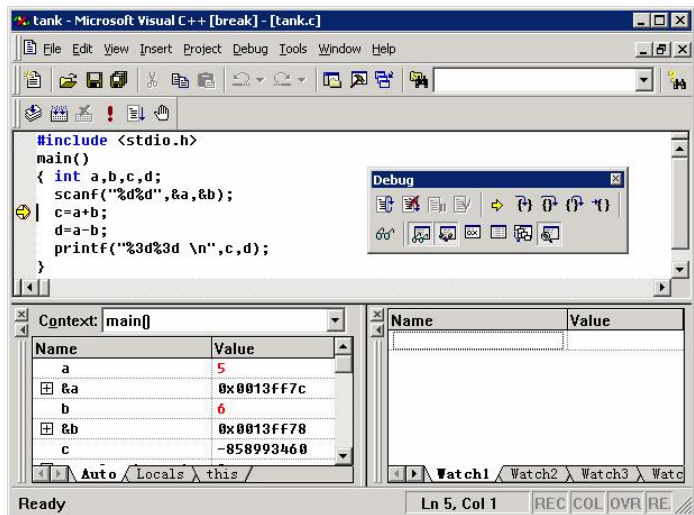 tank - Microsoft Visual C++ [break] - [tank.c]
File Edit View Insert Project Debug Tools Window Help
#include <stdio.h>
main()
{ int a,b,c,d;
scanf("%d%d",&a,&b);
c=a+b;
d=a-b;
printf("%3d%3d \n",c,d);
}
Debug
Context: main()
Name Value
a 5
&a 0x0013ff7c
b 6
&b 0x0013ff78
c -858993460
Auto Locals this
Name Value
Watch1 Watch2 Watch3 Watc
Ready
Ln 5, Col 1 REC COL OVR RE